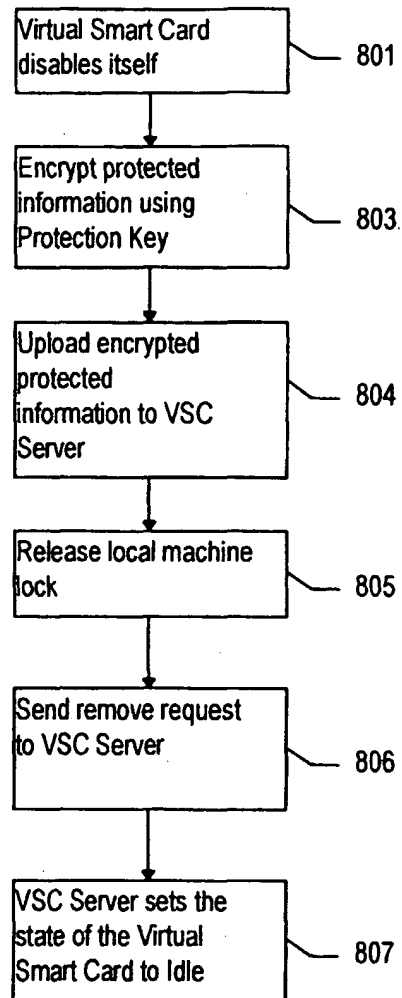 Virtual Smart Card
disables itself
801
Encrypt protected
information using
Protection Key
803
Upload encrypted
protected
information to VSC
Server
804
Release local machine
lock
805
Send remove request
to VSC Server
806
VSC Server sets the
state of the Virtual
Smart Card to Idle
807